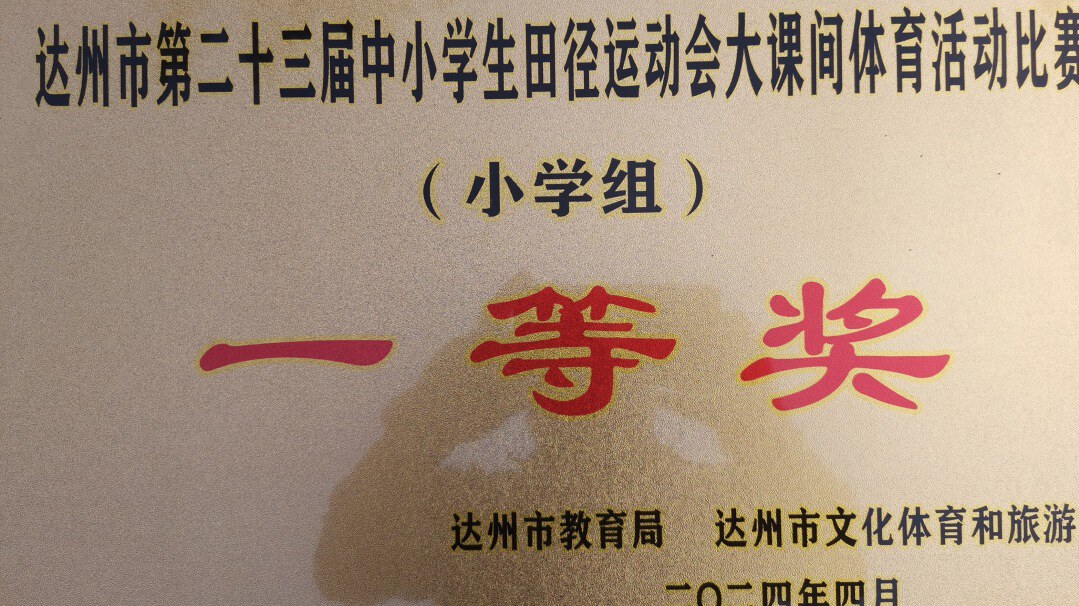 达州市第二十三届中小学生田径运动会大课间体育活动比赛
（小学组）
一等奖
达州市教育局 达州市文化体育和旅游
二〇二四年四月